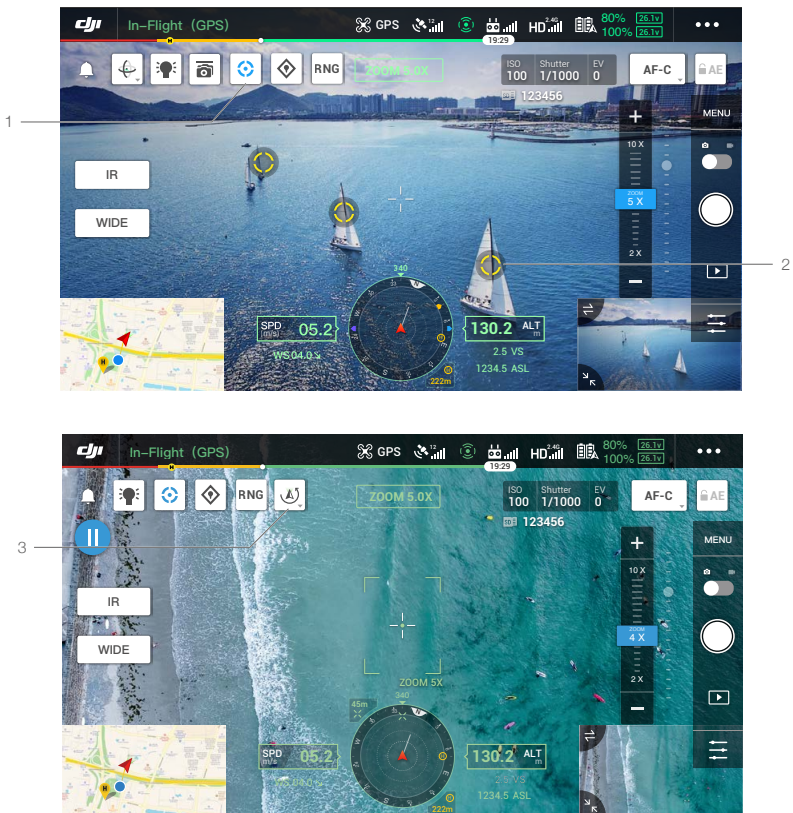 dji In-Flight (GPS) GPS 12 HD 2.4G 80% 26.1v
100% 26.1v
H 19:29
RNG ZOOM 5.0X ISO 100 Shutter 1/1000 EV 0 AF-C AE
123456
1
MENU
+
10 X
IR
ZOOM
5 X
WIDE
2 X
2
340
N
SPD (m/s) 05.2 130.2 ALT m
WS 04.0 2.5 VS
1234.5 ASL
H
222m
dji In-Flight (GPS) GPS 12 HD 2.4G 80% 26.1v
100% 26.1v
H 19:29
RNG ZOOM 5.0X ISO 100 Shutter 1/1000 EV 0 AF-C AE
123456
3
MENU
+
10 X
IR
ZOOM
4 X
WIDE
2 X
ZOOM 5X
340
45m
N
SPD m/s 05.2 130.2 ALT m
2.5 VS
1234.5 ASL
H
222m